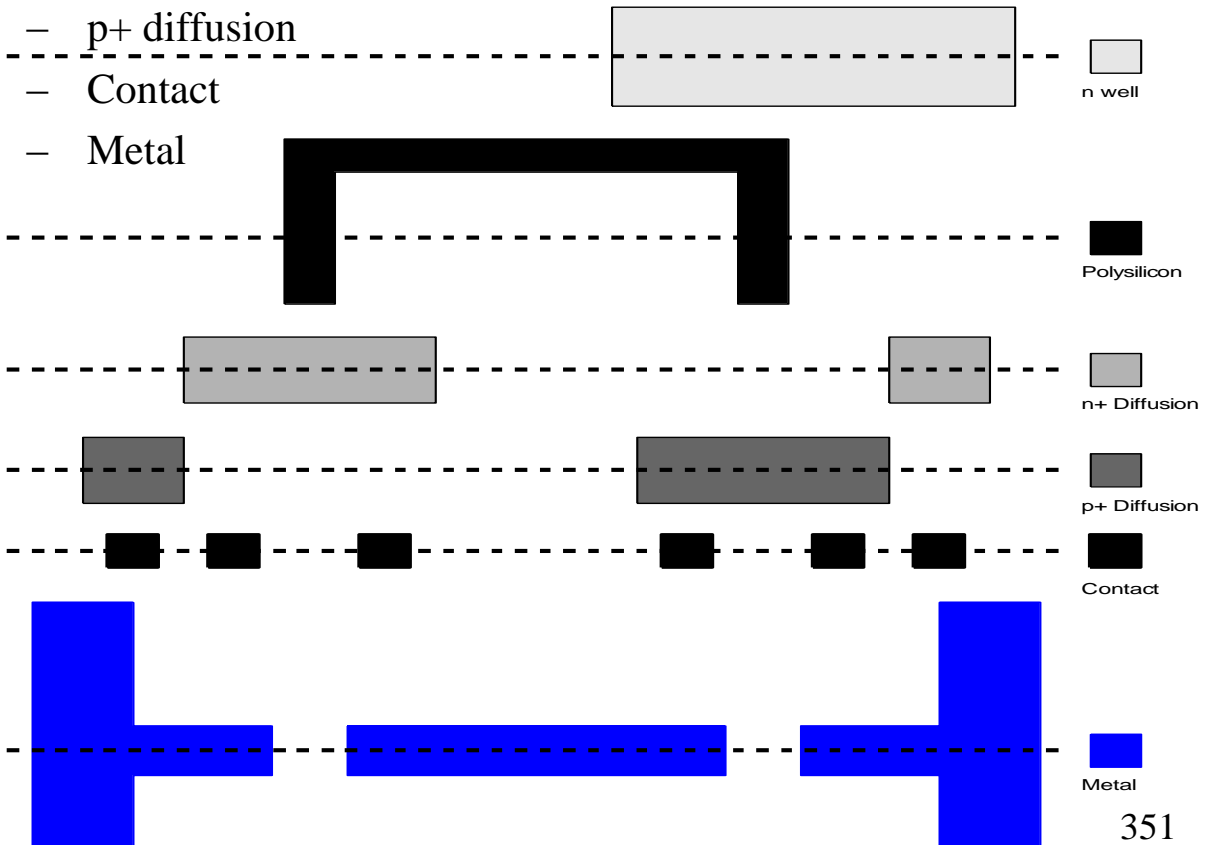 – p+ diffusion
– Contact
– Metal
n well
Polysilicon
n+ Diffusion
p+ Diffusion
Contact
Metal
351